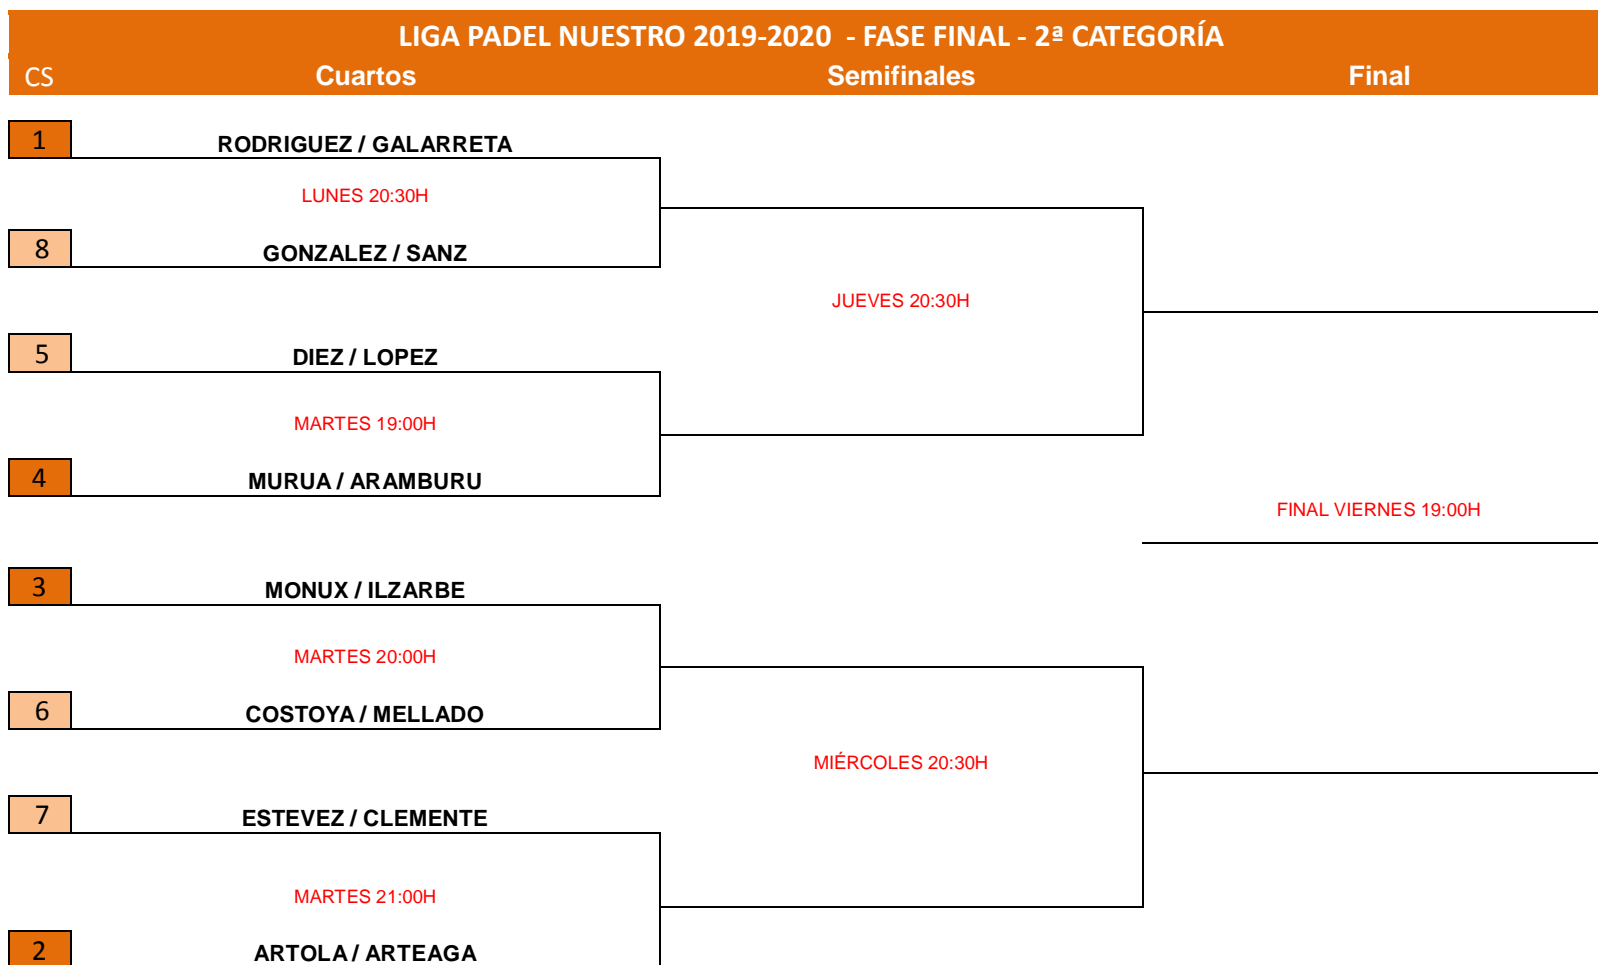 LIGA PADEL NUESTRO 2019-2020 - FASE FINAL - 2ª CATEGORÍA
CS Cuartos Semifinales Final
1 RODRIGUEZ / GALARRETA
LUNES 20:30H
8 GONZALEZ / SANZ
JUEVES 20:30H
5 DIEZ / LOPEZ
MARTES 19:00H
4 MURUA / ARAMBURU
FINAL VIERNES 19:00H
3 MONUX / ILZARBE
MARTES 20:00H
6 COSTOYA / MELLADO
MIÉRCOLES 20:30H
7 ESTEVEZ / CLEMENTE
MARTES 21:00H
2 ARTOLA / ARTEAGA